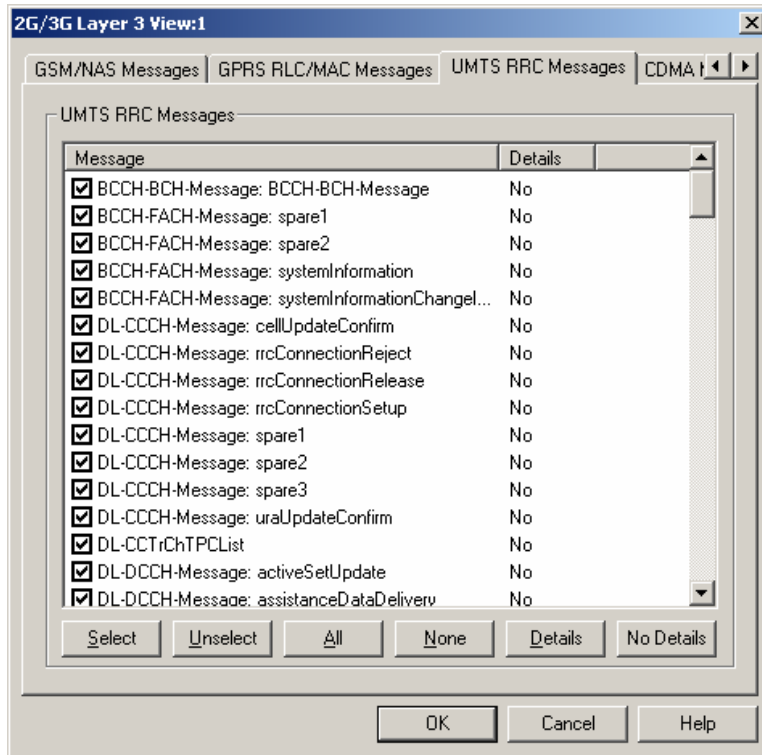 2G/3G Layer 3 View:1
GSM/NAS Messages GPRS RLC/MAC Messages UMTS RRC Messages CDMA
UMTS RRC Messages
Message Details
BCCH-BCH-Message: BCCH-BCH-Message No
BCCH-FACH-Message: spare1 No
BCCH-FACH-Message: spare2 No
BCCH-FACH-Message: systemInformation No
BCCH-FACH-Message: systemInformationChangeI... No
DL-CCCH-Message: cellUpdateConfirm No
DL-CCCH-Message: rrcConnectionReject No
DL-CCCH-Message: rrcConnectionRelease No
DL-CCCH-Message: rrcConnectionSetup No
DL-CCCH-Message: spare1 No
DL-CCCH-Message: spare2 No
DL-CCCH-Message: spare3 No
DL-CCCH-Message: uraUpdateConfirm No
DL-CCTrChTPCList No
DL-DCCH-Message: activeSetUpdate No
DL-DCCH-Message: assistanceDataDelivery No
Select Unselect All None Details No Details
OK Cancel Help